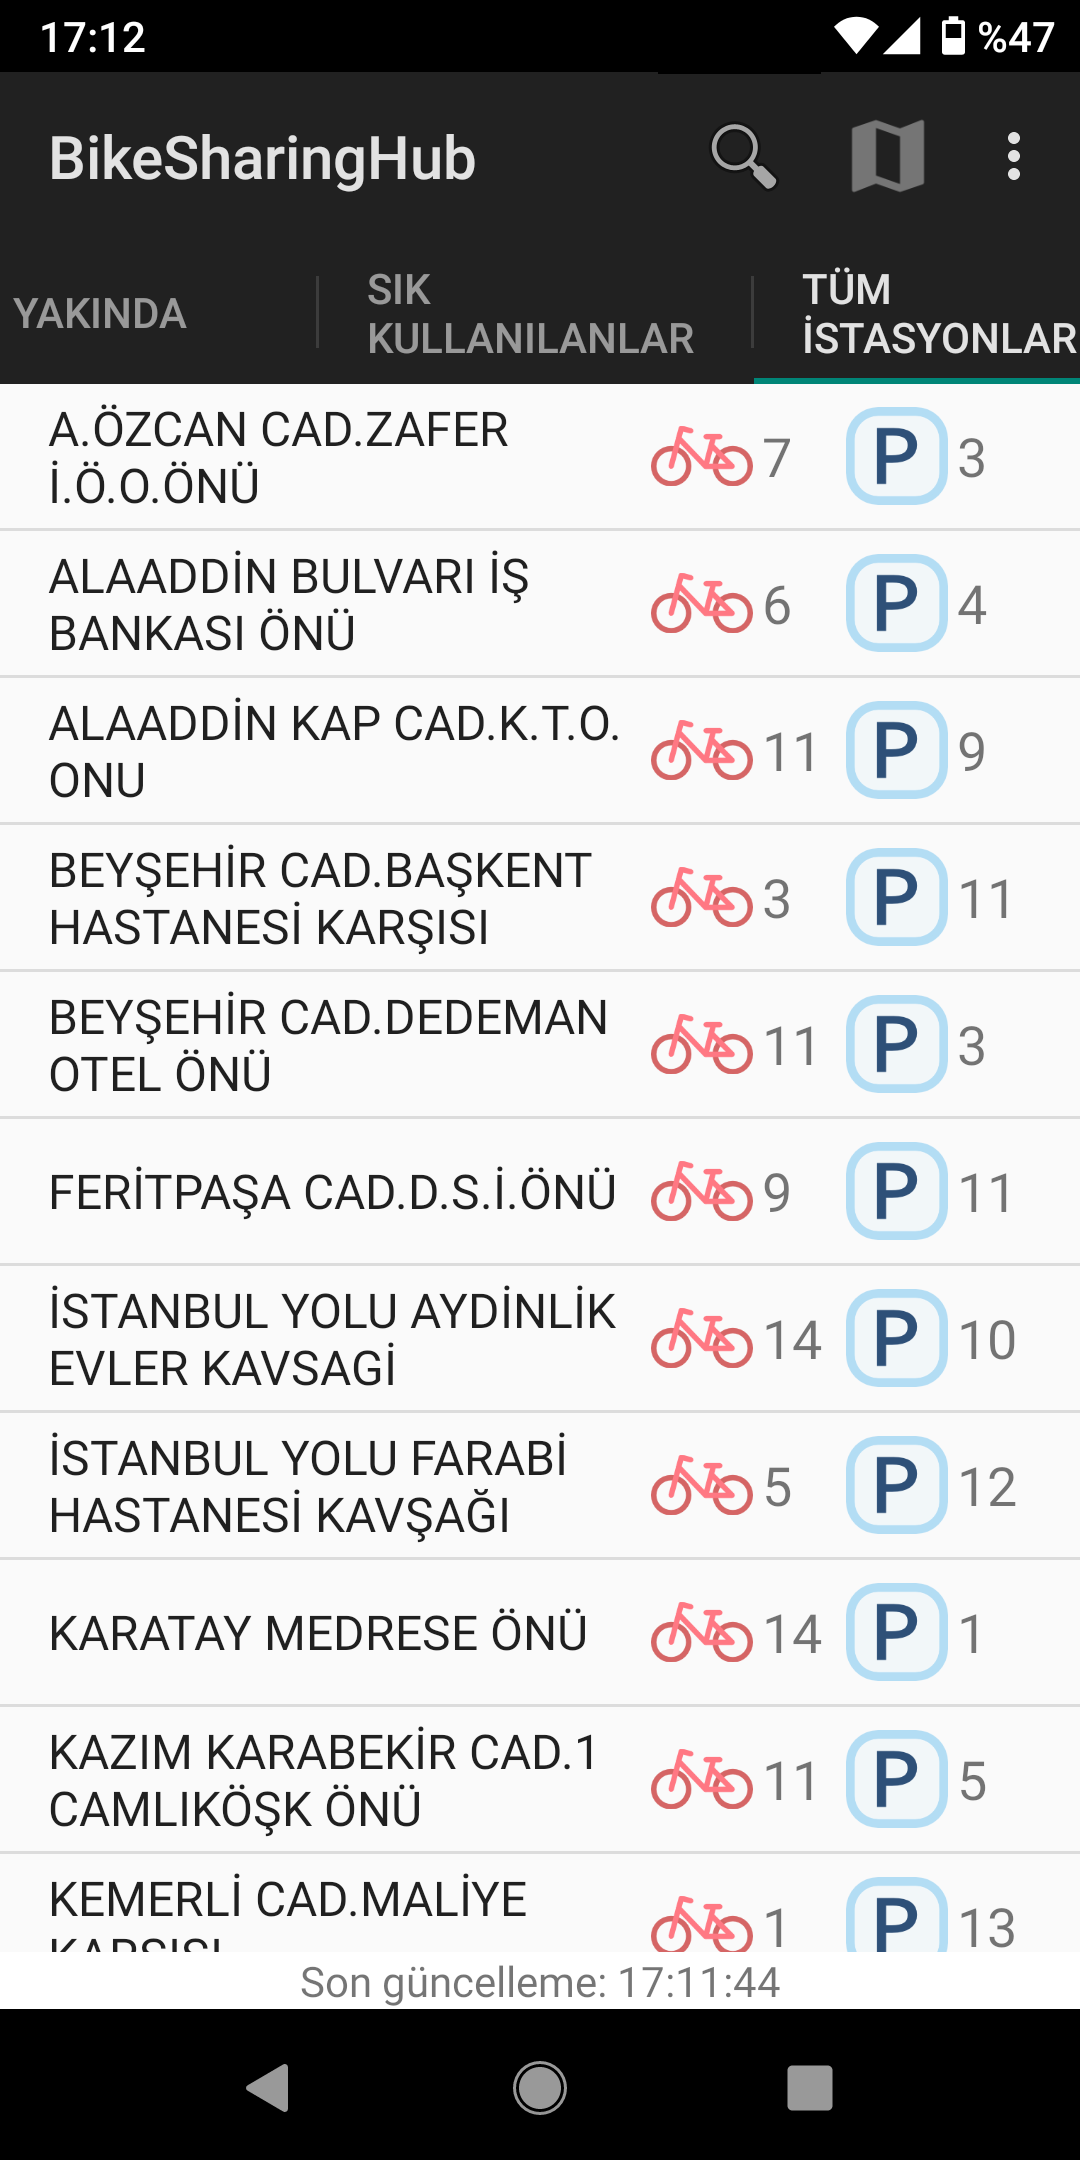 17:12
%47
BikeSharingHub
YAKINDA
SIK
KULLANILANLAR
TÜM
İSTASYONLAR
A.ÖZCAN CAD.ZAFER
İ.Ö.O.ÖNÜ
7
P
3
ALAADDİN BULVARI İŞ
BANKASI ÖNÜ
6
P
4
ALAADDİN KAP CAD.K.T.O.
ONU
11
P
9
BEYŞEHİR CAD.BAŞKENT
HASTANESİ KARŞISI
3
P
11
BEYŞEHİR CAD.DEDEMAN
OTEL ÖNÜ
11
P
3
FERİTPAŞA CAD.D.S.İ.ÖNÜ
9
P
11
İSTANBUL YOLU AYDİNLİK
EVLER KAVSAGİ
14
P
10
İSTANBUL YOLU FARABİ
HASTANESİ KAVŞAĞI
5
P
12
KARATAY MEDRESE ÖNÜ
14
P
1
KAZIM KARABEKİR CAD.1
CAMLIKÖŞK ÖNÜ
11
P
5
KEMERLİ CAD.MALİYE
1
P
13
Son güncelleme: 17:11:44